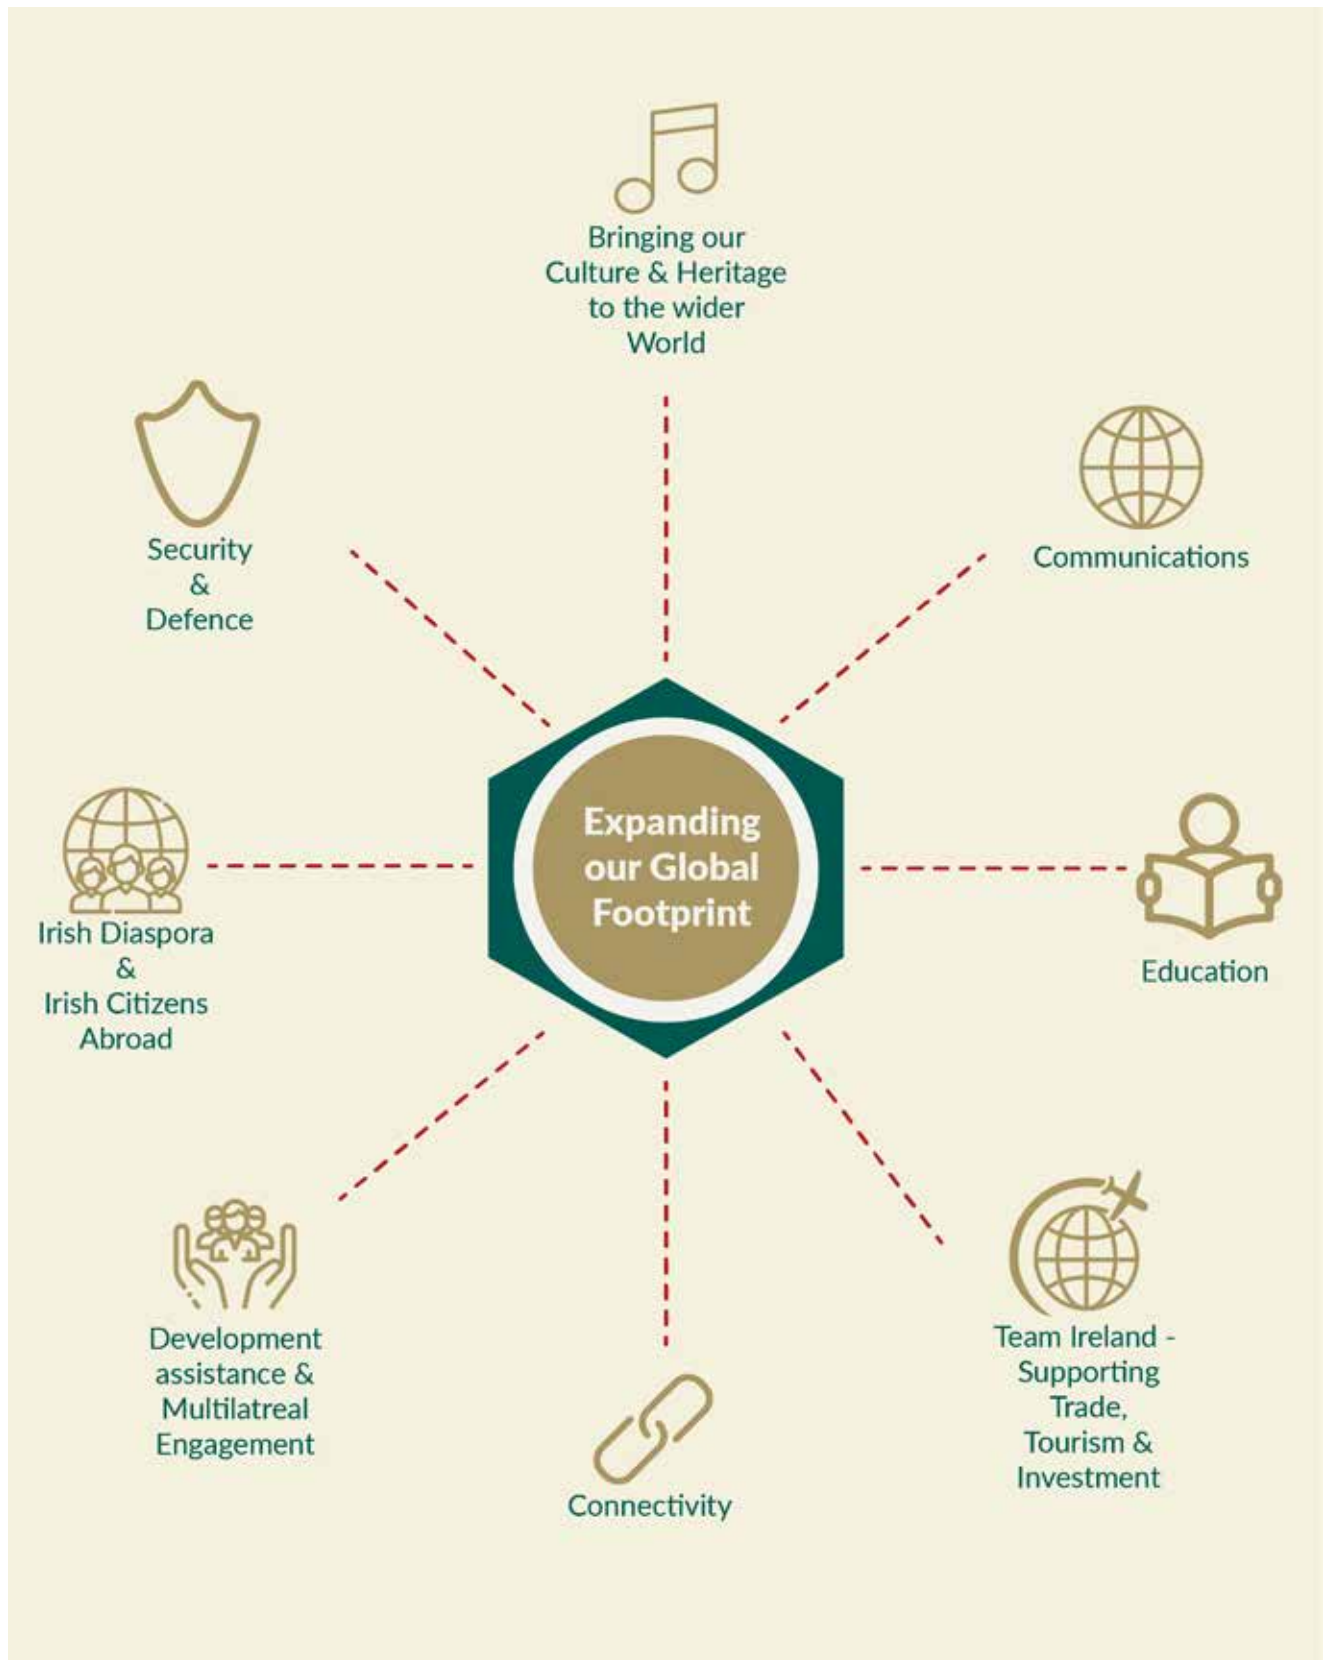 Bringing our
Culture & Heritage
to the wider
World
Communications
Security
&
Defence
Expanding
our Global
Footprint
Irish Diaspora
&
Irish Citizens
Abroad
Education
Development
assistance &
Multilatreal
Engagement
Team Ireland -
Supporting
Trade,
Tourism &
Investment
Connectivity